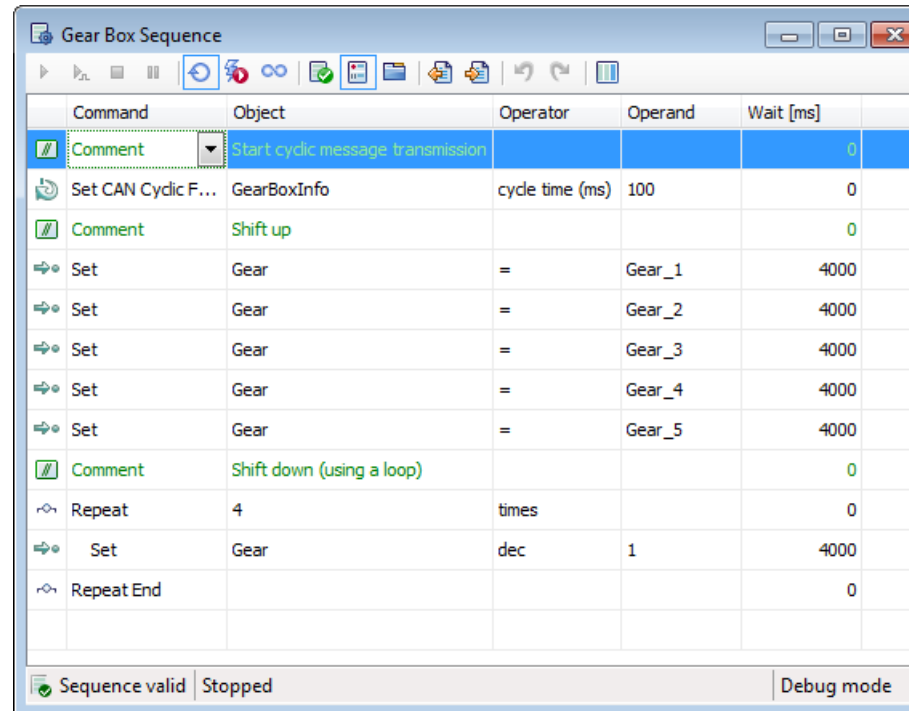 Gear Box Sequence
Command Object Operator Operand Wait [ms]
Comment Start cyclic message transmission 0
Set CAN Cyclic F... GearBoxInfo cycle time (ms) 100 0
Comment Shift up 0
Set Gear = Gear_1 4000
Set Gear = Gear_2 4000
Set Gear = Gear_3 4000
Set Gear = Gear_4 4000
Set Gear = Gear_5 4000
Comment Shift down (using a loop) 0
Repeat 4 times 0
Set Gear dec 1 4000
Repeat End 0
Sequence valid Stopped Debug mode